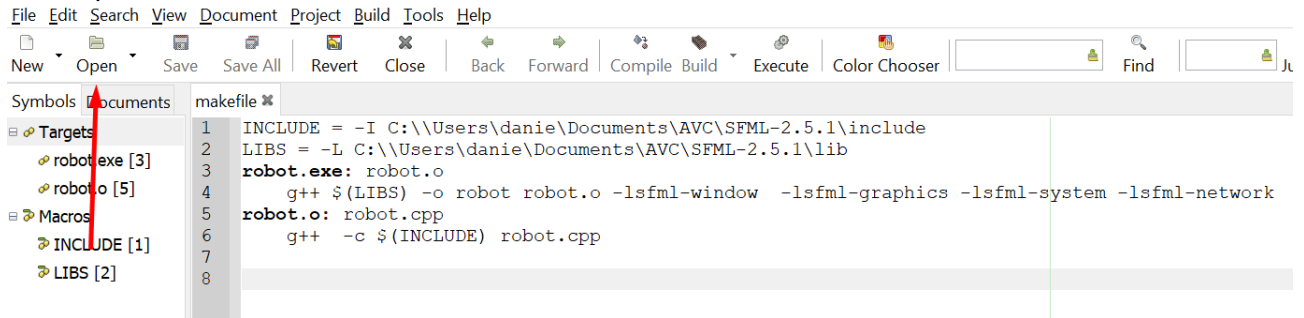 File Edit Search View Document Project Build Tools Help
New Open Save Save All Revert Close Back Forward Compile Build Execute Color Chooser Find
Symbols Documents makefile
Targets
robot.exe [3]
robot.o [5]
Macros
INCLUDE [1]
LIBS [2]
1 INCLUDE = -I C:\\Users\danie\Documents\AVC\SFML-2.5.1\include
2 LIBS = -L C:\\Users\danie\Documents\AVC\SFML-2.5.1\lib
3 robot.exe: robot.o
4 g++ $(LIBS) -o robot robot.o -lsfml-window  -lsfml-graphics -lsfml-system -lsfml-network
5 robot.o: robot.cpp
6 g++  -c $(INCLUDE) robot.cpp
7
8